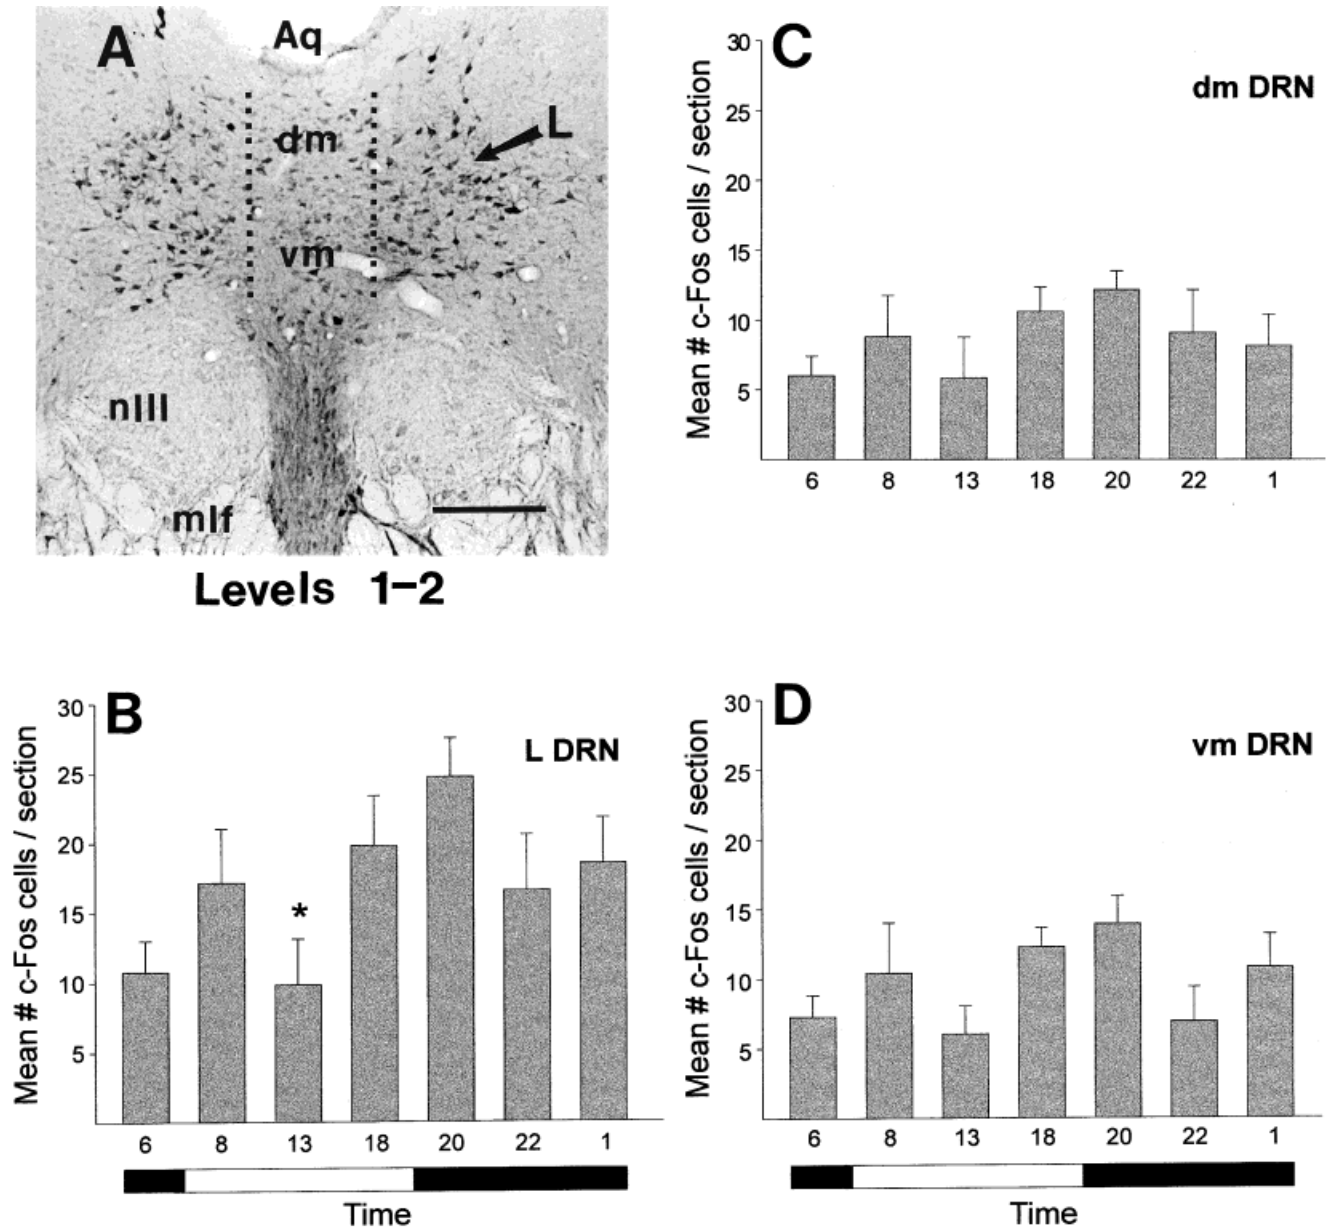 A
Aq
dm
L
vm
nIII
mlf
Levels 1-2
C
dm DRN
Mean # c-Fos cells / section
30
25
20
15
10
5
6 8 13 18 20 22 1
B
L DRN
Mean # c-Fos cells / section
30
25
20
15
10
5
*
6 8 13 18 20 22 1
Time
D
vm DRN
Mean # c-Fos cells / section
30
25
20
15
10
5
6 8 13 18 20 22 1
Time